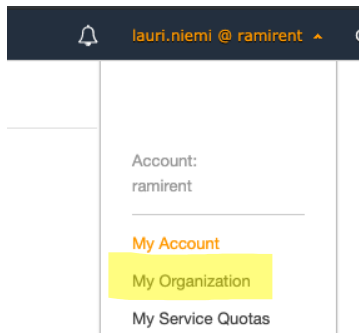 lauri.niemi @ ramirent
Account:
ramirent
My Account
My Organization
My Service Quotas